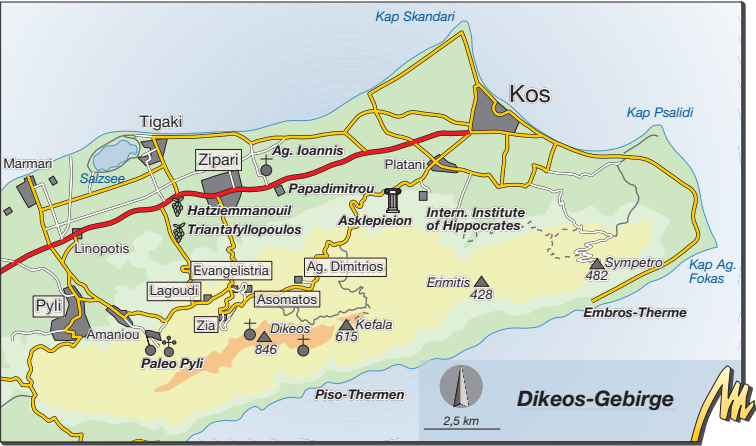 Kap Skandari
Kos
Kap Psalidi
Tigaki
Ag. Ioannis
Zipari
Platani
Marmari
Salzsee
Papadimitrou
Hatziemmanouil
Asklepieion
Intern. Institute
of Hippocrates
Triantafyllopoulos
Linopotis
Evangelistria
Ag. Dimitrios
Sympetro
482
Kap Ag.
Fokas
Lagoudi
Erimitis
428
Asomatos
Pyli
Embros-Therme
Zia
Dikeos
846
Kefala
615
Amaniou
Paleo Pyli
Piso-Thermen
Dikeos-Gebirge
2,5 km